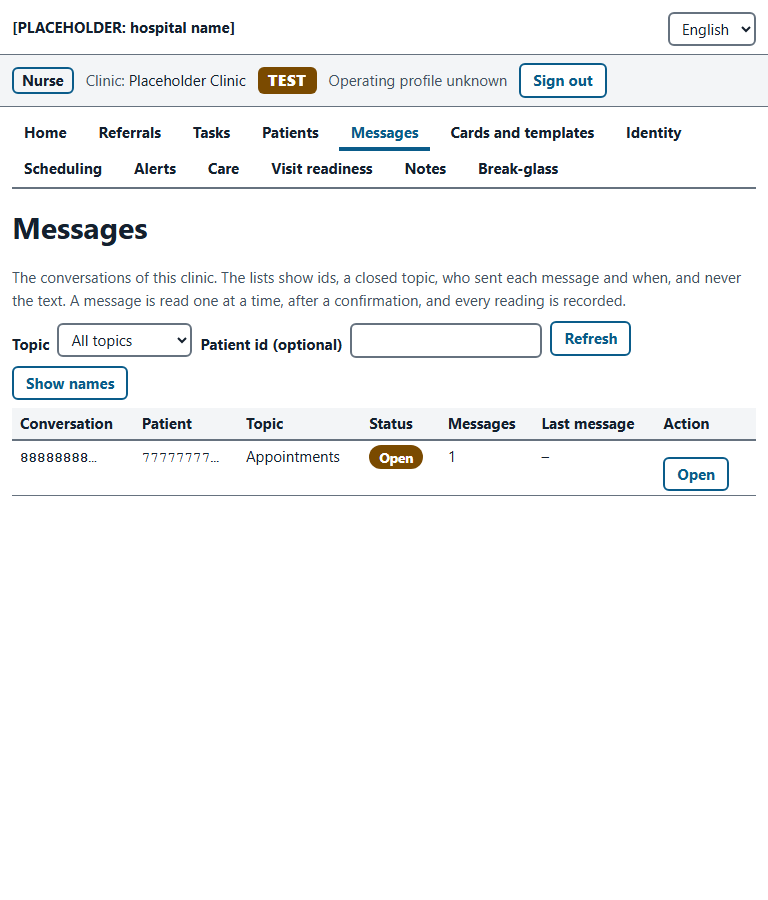 [PLACEHOLDER: hospital name]
English
Nurse Clinic: Placeholder Clinic TEST Operating profile unknown Sign out
Home Referrals Tasks Patients Messages Cards and templates Identity
Scheduling Alerts Care Visit readiness Notes Break-glass
Messages
The conversations of this clinic. The lists show ids, a closed topic, who sent each message and when, and never
the text. A message is read one at a time, after a confirmation, and every reading is recorded.
Topic All topics Patient id (optional) Refresh
Show names
Conversation Patient Topic Status Messages Last message Action
88888888… 77777777… Appointments Open 1 – Open